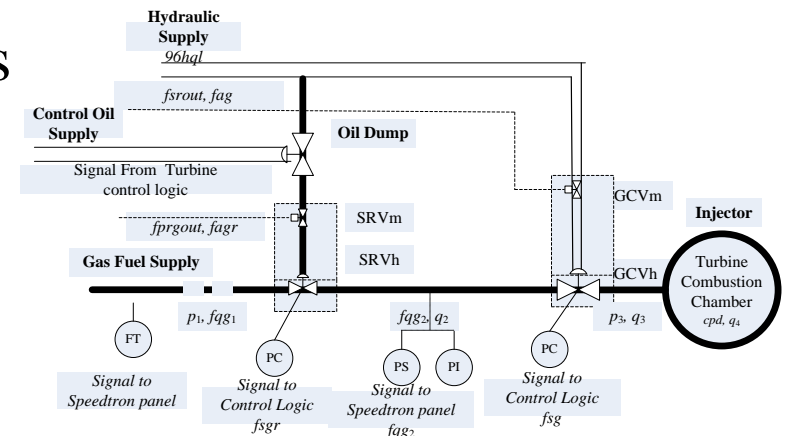 s
Hydraulic
Supply
96hql
fsrout, fag
Control Oil
Supply
Oil Dump
Signal From Turbine
control logic
GCVm
SRVm
Injector
fprgout, fagr
SRVh
Gas Fuel Supply
GCVh
Turbine
Combustion
Chamber
cpd, q4
p1, fqg1
fqg2, q2
p3, q3
FT
PC
PS
PI
PC
Signal to
Speedtron panel
Signal to
Control Logic
fsgr
Signal to
Speedtron panel
fqg2
Signal to
Control Logic
fsg